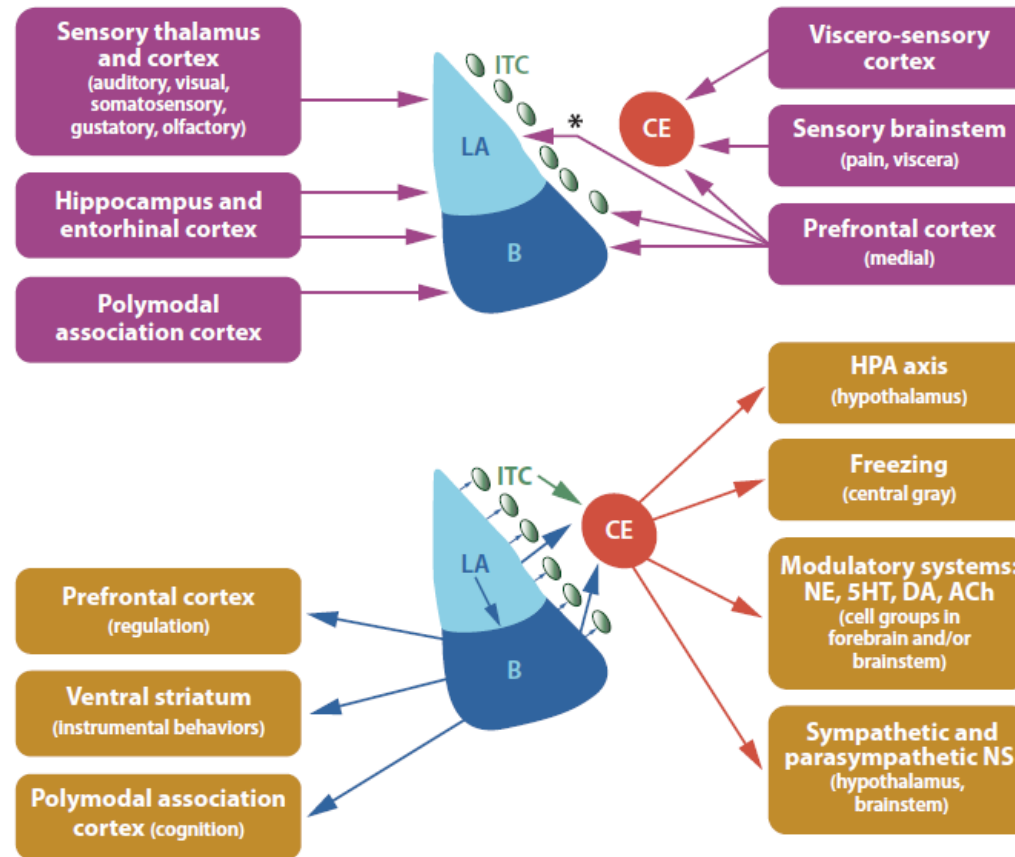 Sensory thalamus
and cortex
(auditory, visual,
somatosensory,
gustatory, olfactory)
Hippocampus and
entorhinal cortex
Polymodal
association cortex
ITC
*
LA
CE
B
Viscero-sensory
cortex
Sensory brainstem
(pain, viscera)
Prefrontal cortex
(medial)
Prefrontal cortex
(regulation)
Ventral striatum
(instrumental behaviors)
Polymodal association
cortex (cognition)
ITC
CE
LA
B
HPA axis
(hypothalamus)
Freezing
(central gray)
Modulatory systems:
NE, 5HT, DA, ACh
(cell groups in
forebrain and/or
brainstem)
Sympathetic and
parasympathetic NS
(hypothalamus,
brainstem)